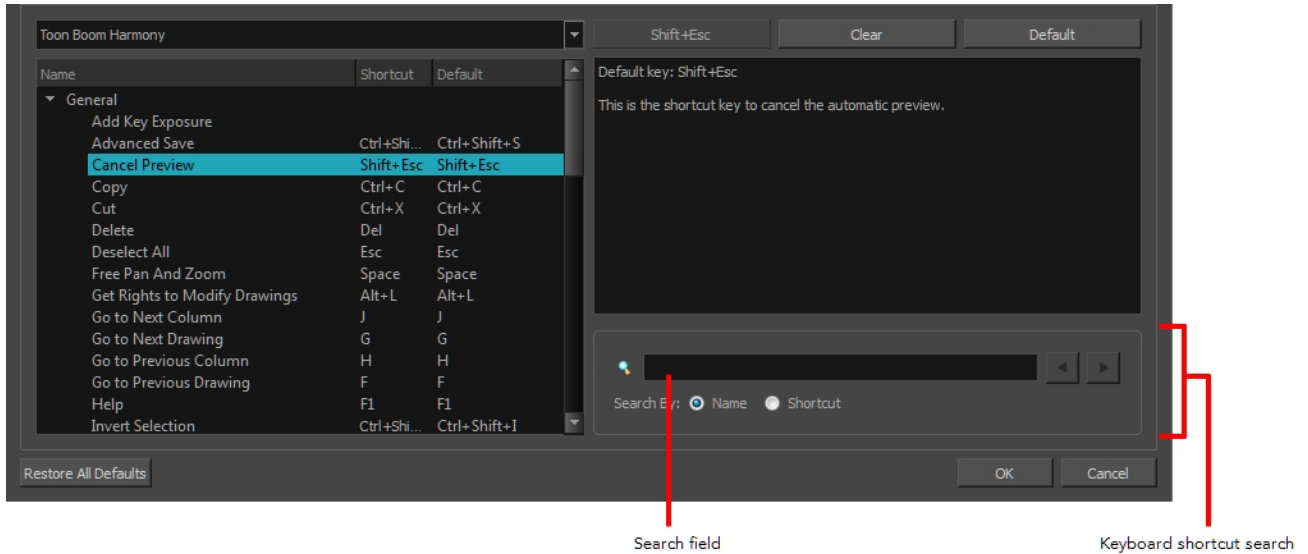 Toon Boom Harmony
Shift+Esc Clear Default
Name Shortcut Default
General
Add Key Exposure
Advanced Save Ctrl+Shi... Ctrl+Shift+S
Cancel Preview Shift+Esc Shift+Esc
Copy Ctrl+C Ctrl+C
Cut Ctrl+X Ctrl+X
Delete Del Del
Deselect All Esc Esc
Free Pan And Zoom Space Space
Get Rights to Modify Drawings Alt+L Alt+L
Go to Next Column J J
Go to Next Drawing G G
Go to Previous Column H H
Go to Previous Drawing F F
Help F1 F1
Invert Selection Ctrl+Shi... Ctrl+Shift+I
Default key: Shift+Esc
This is the shortcut key to cancel the automatic preview.
Search By: Name Shortcut
Restore All Defaults OK Cancel
Search field Keyboard shortcut search